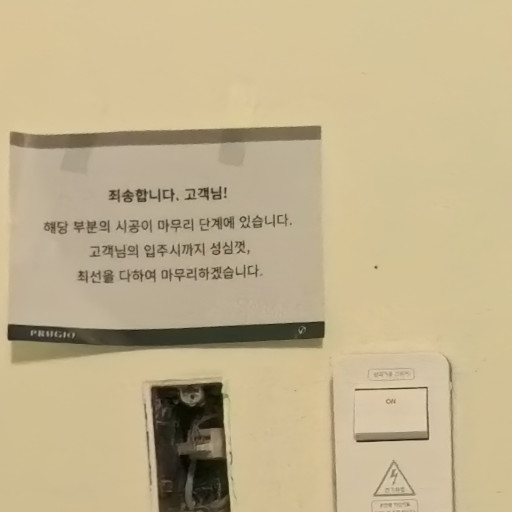 죄송합니다. 고객님!
해당 부분의 시공이 마무리 단계에 있습니다.
고객님의 입주시까지 성심껏,
최선을 다하여 마무리하겠습니다.
PRUGIO
ON